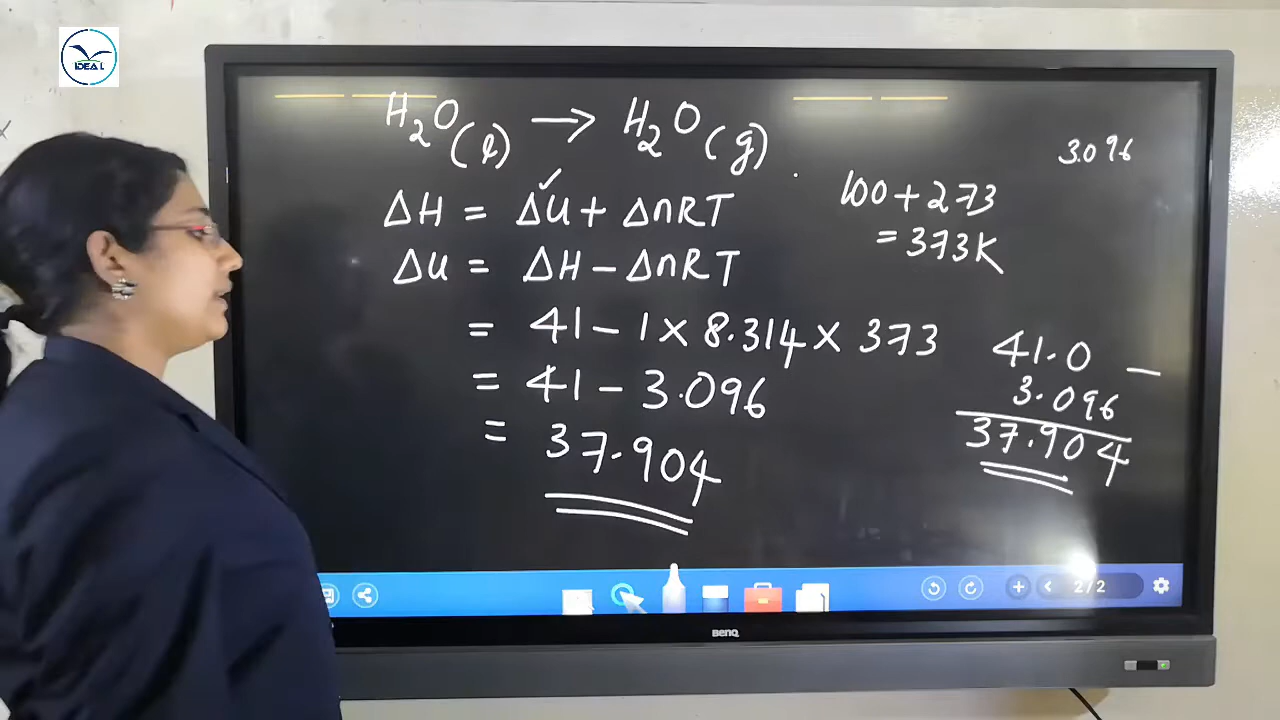 IDEAL
H₂O(l) → H₂O(g)
3.096
ΔH = ΔU + ΔnRT
100 + 273
= 373K
ΔU = ΔH − ΔnRT
= 41 − 1 × 8.314 × 373
= 41 − 3.096
= 37.904
41.0 −
3.096
37.904
2/2
BenQ